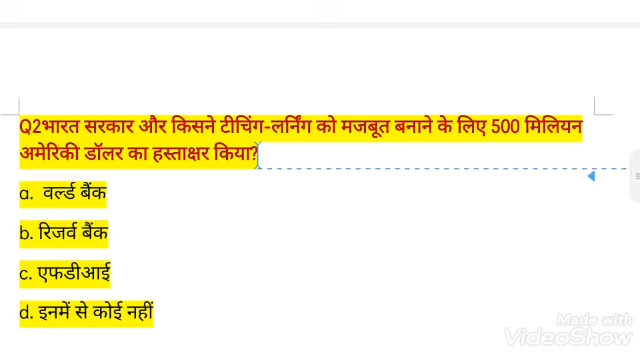 Q2भारत सरकार और किसने टीचिंग-लर्निंग को मजबूत बनाने के लिए 500 मिलियन
अमेरिकी डॉलर का हस्ताक्षर किया?
a. वर्ल्ड बैंक
b. रिजर्व बैंक
c. एफडीआई
d. इनमें से कोई नहीं
Made with
VideoShow